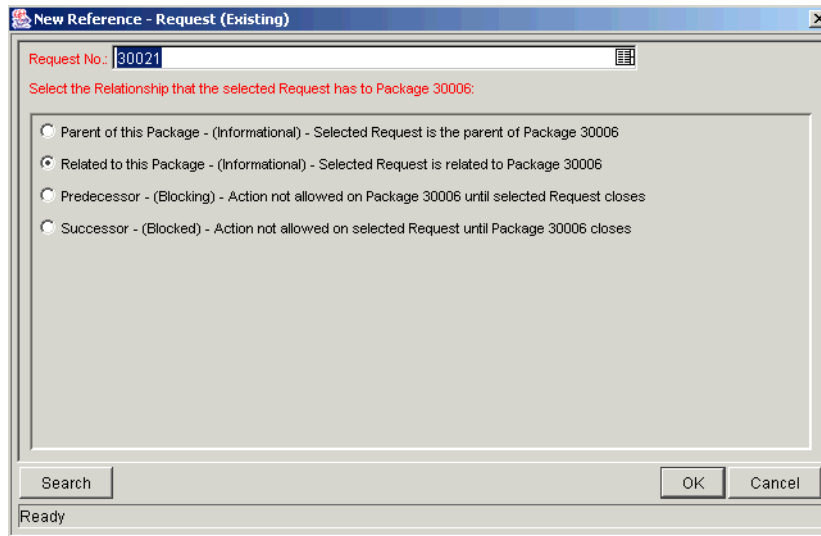 New Reference - Request (Existing)
Request No.: 30021
Select the Relationship that the selected Request has to Package 30006:
Parent of this Package - (Informational) - Selected Request is the parent of Package 30006
Related to this Package - (Informational) - Selected Request is related to Package 30006
Predecessor - (Blocking) - Action not allowed on Package 30006 until selected Request closes
Successor - (Blocked) - Action not allowed on selected Request until Package 30006 closes
Search OK Cancel
Ready